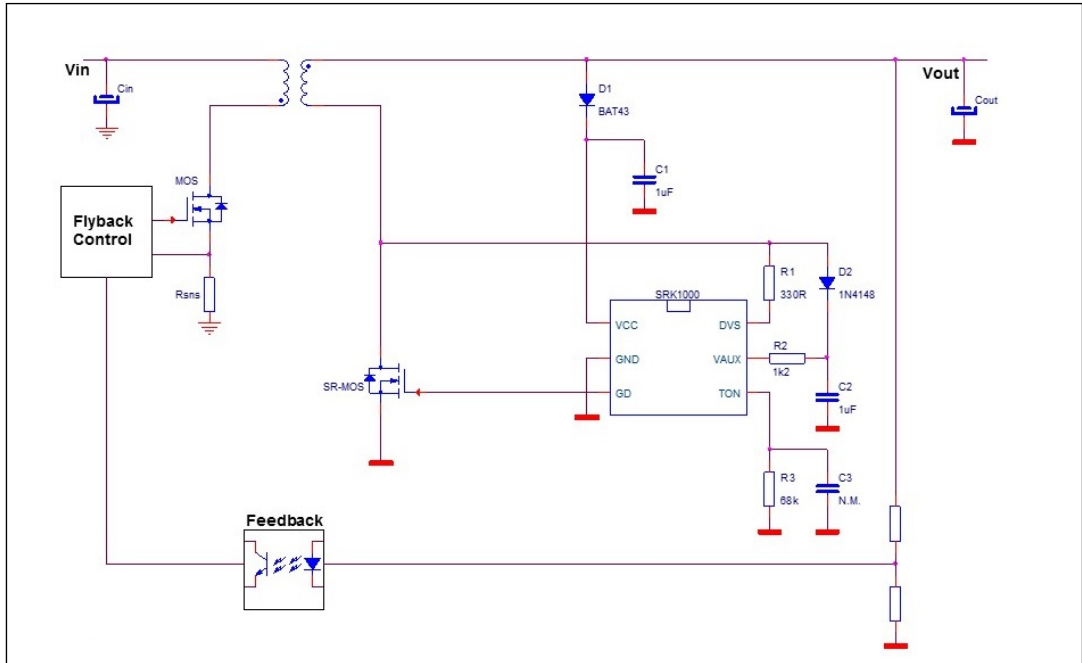 Vin
Cin
D1
BAT43
Vout
Cout
C1
1uF
MOS
Flyback
Control
Rsns
R1
330R
D2
1N4148
SRK1000
VCC
DVS
GND
VAUX
GD
TON
R2
1k2
SR-MOS
C2
1uF
R3
68k
C3
N.M.
Feedback